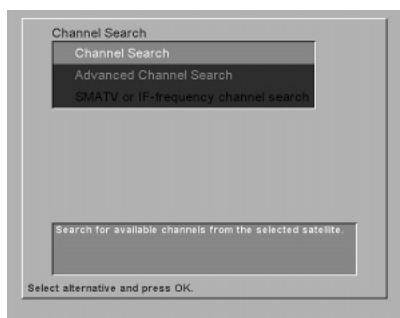 Channel Search
Channel Search
Advanced Channel Search
SMATV or IF-frequency channel search
Search for available channels from the selected satellite.
Select alternative and press OK.